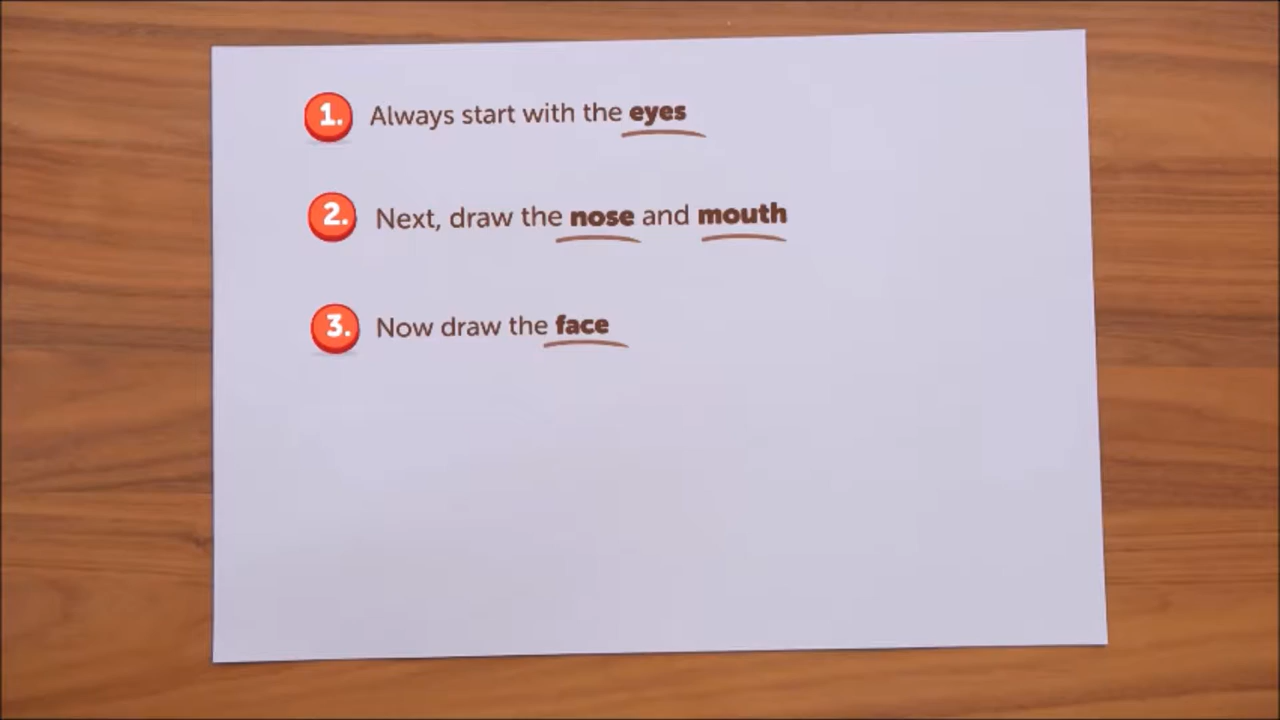 1. Always start with the eyes
2. Next, draw the nose and mouth
3. Now draw the face